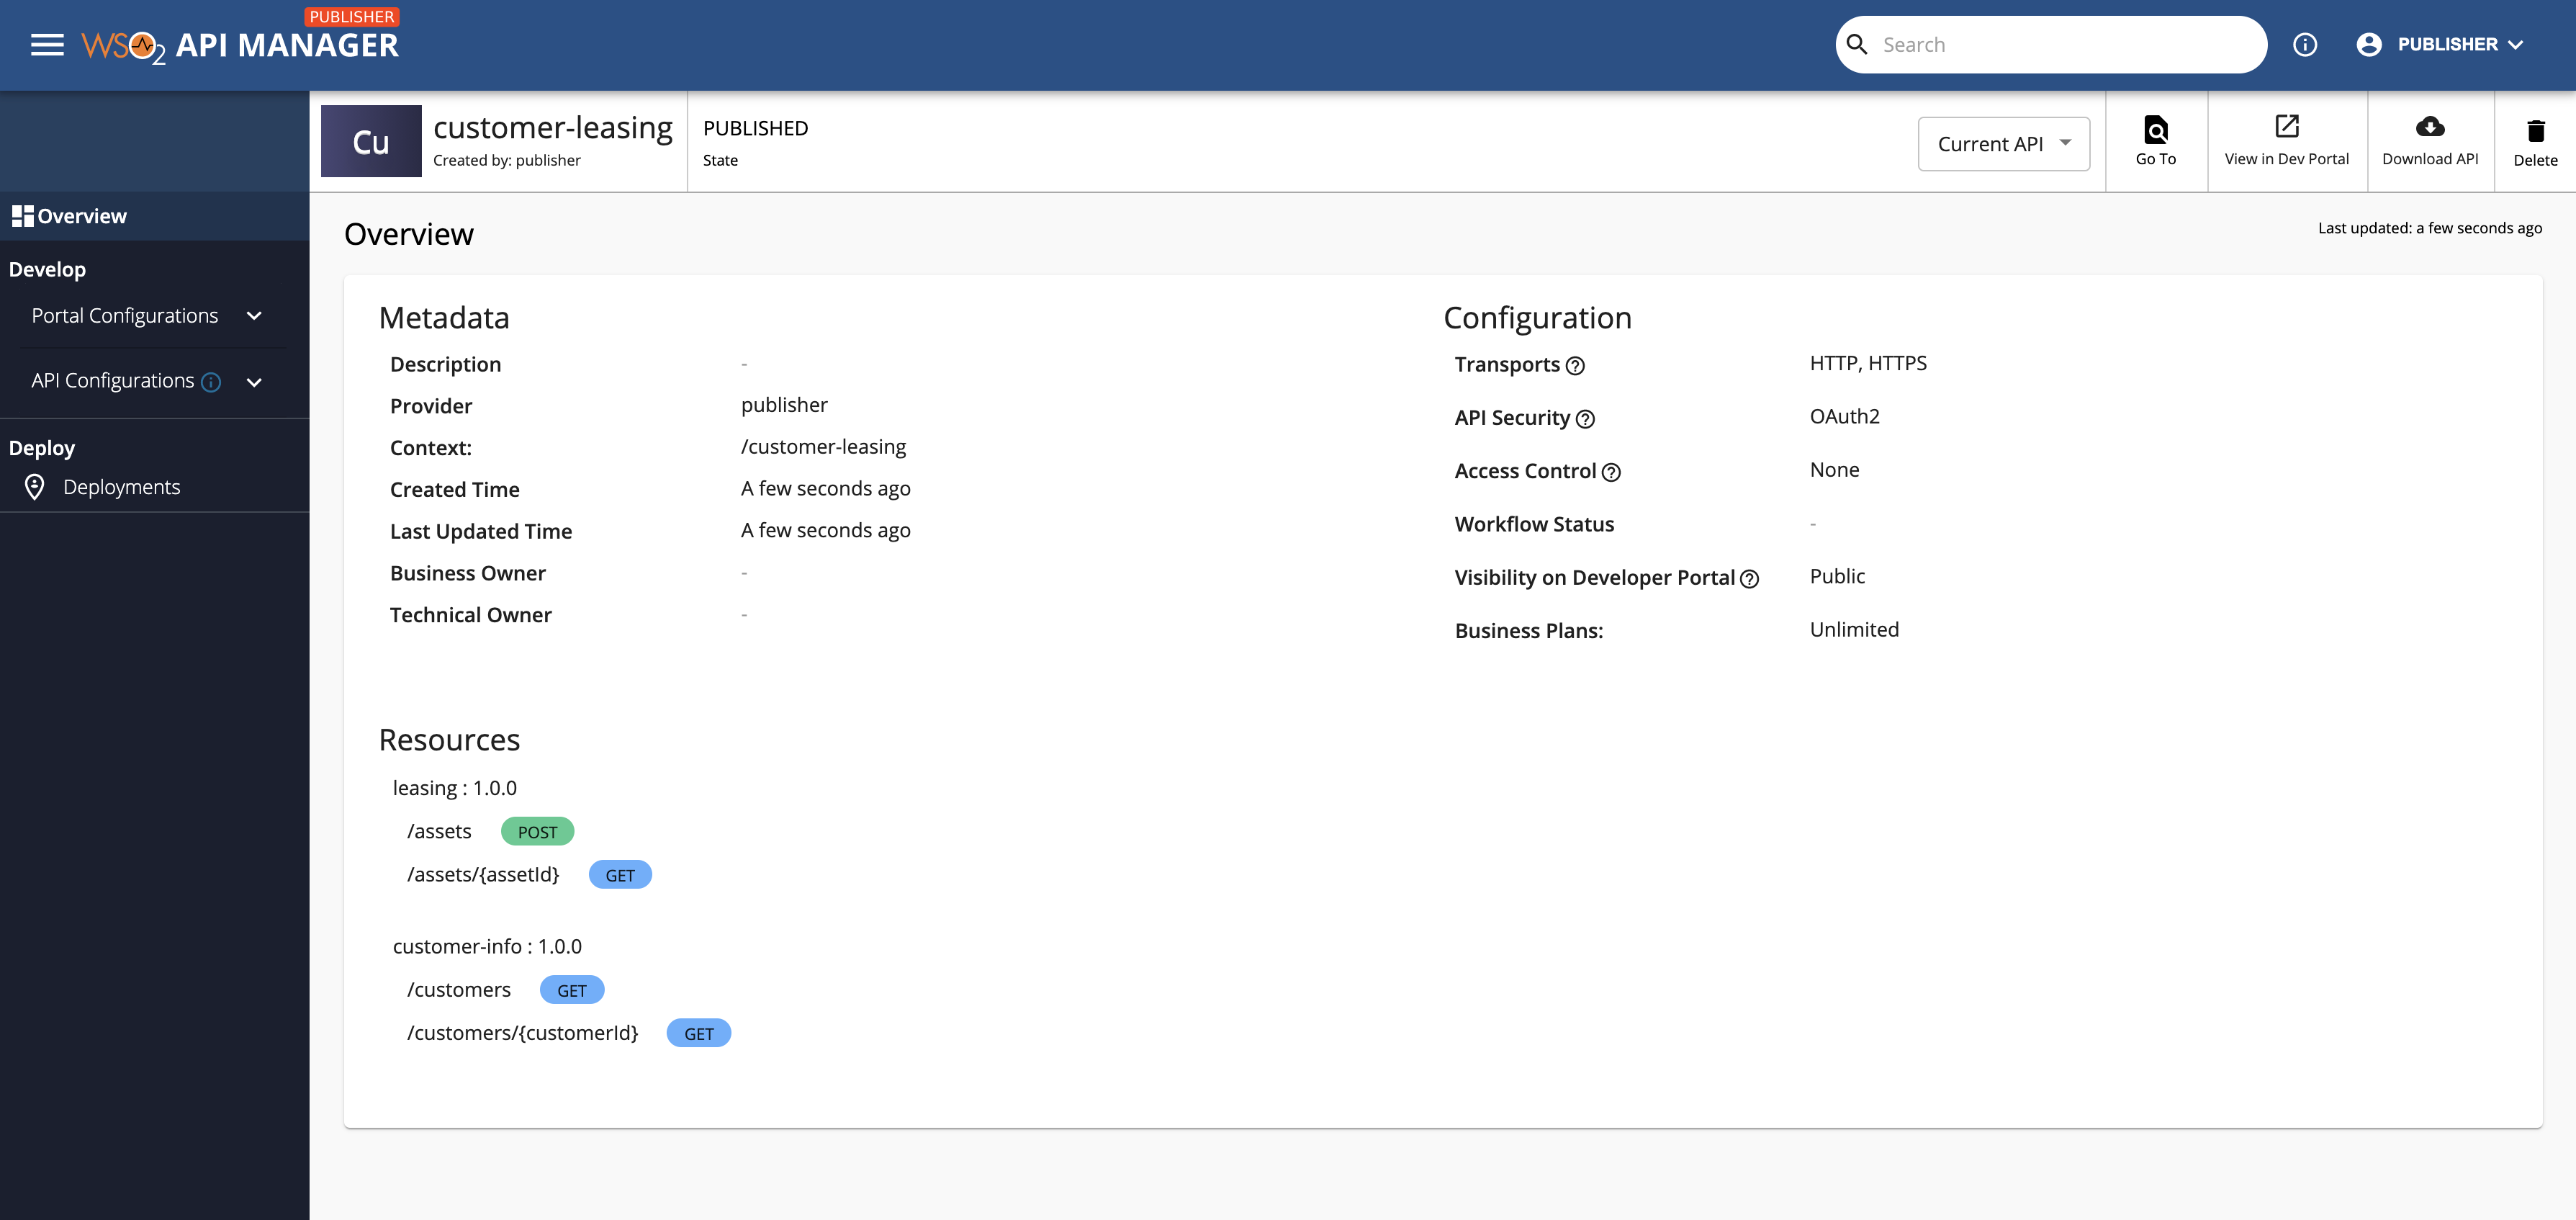 PUBLISHER
WSO2 API MANAGER
Search
PUBLISHER
Cu
customer-leasing
Created by: publisher
PUBLISHED
State
Current API
Go To
View in Dev Portal
Download API
Delete
Overview
Develop
Portal Configurations
API Configurations
Deploy
Deployments
Overview
Last updated: a few seconds ago
Metadata
Description -
Provider publisher
Context: /customer-leasing
Created Time A few seconds ago
Last Updated Time A few seconds ago
Business Owner -
Technical Owner -
Configuration
Transports HTTP, HTTPS
API Security OAuth2
Access Control None
Workflow Status -
Visibility on Developer Portal Public
Business Plans: Unlimited
Resources
leasing : 1.0.0
/assets POST
/assets/{assetId} GET
customer-info : 1.0.0
/customers GET
/customers/{customerId} GET